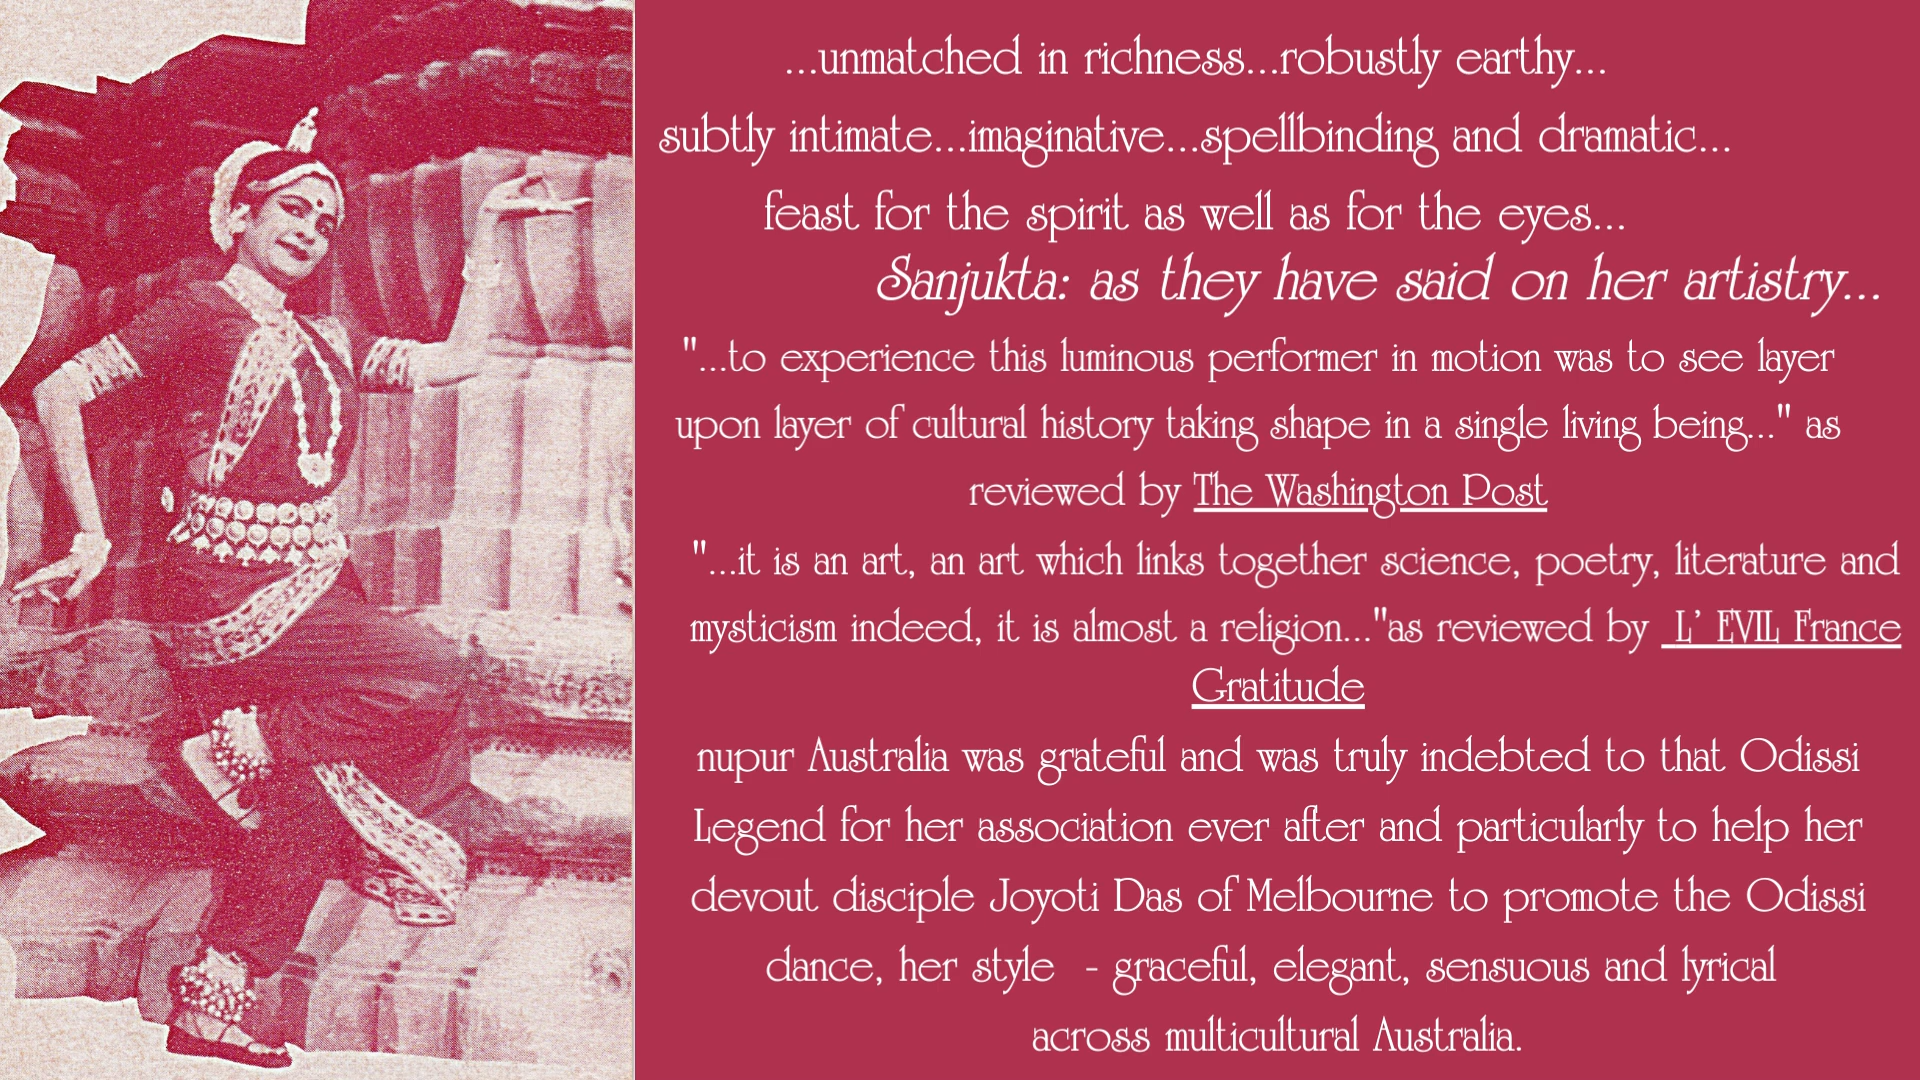 ...unmatched in richness...robustly earthy...
subtly intimate...imaginative...spellbinding and dramatic...
feast for the spirit as well as for the eyes...
Sanjukta: as they have said on her artistry...
"...to experience this luminous performer in motion was to see layer
upon layer of cultural history taking shape in a single living being..." as
reviewed by The Washington Post
"...it is an art, an art which links together science, poetry, literature and
mysticism indeed, it is almost a religion..."as reviewed by L' EVIL France
Gratitude
nupur Australia was grateful and was truly indebted to that Odissi
Legend for her association ever after and particularly to help her
devout disciple Joyoti Das of Melbourne to promote the Odissi
dance, her style - graceful, elegant, sensuous and lyrical
across multicultural Australia.